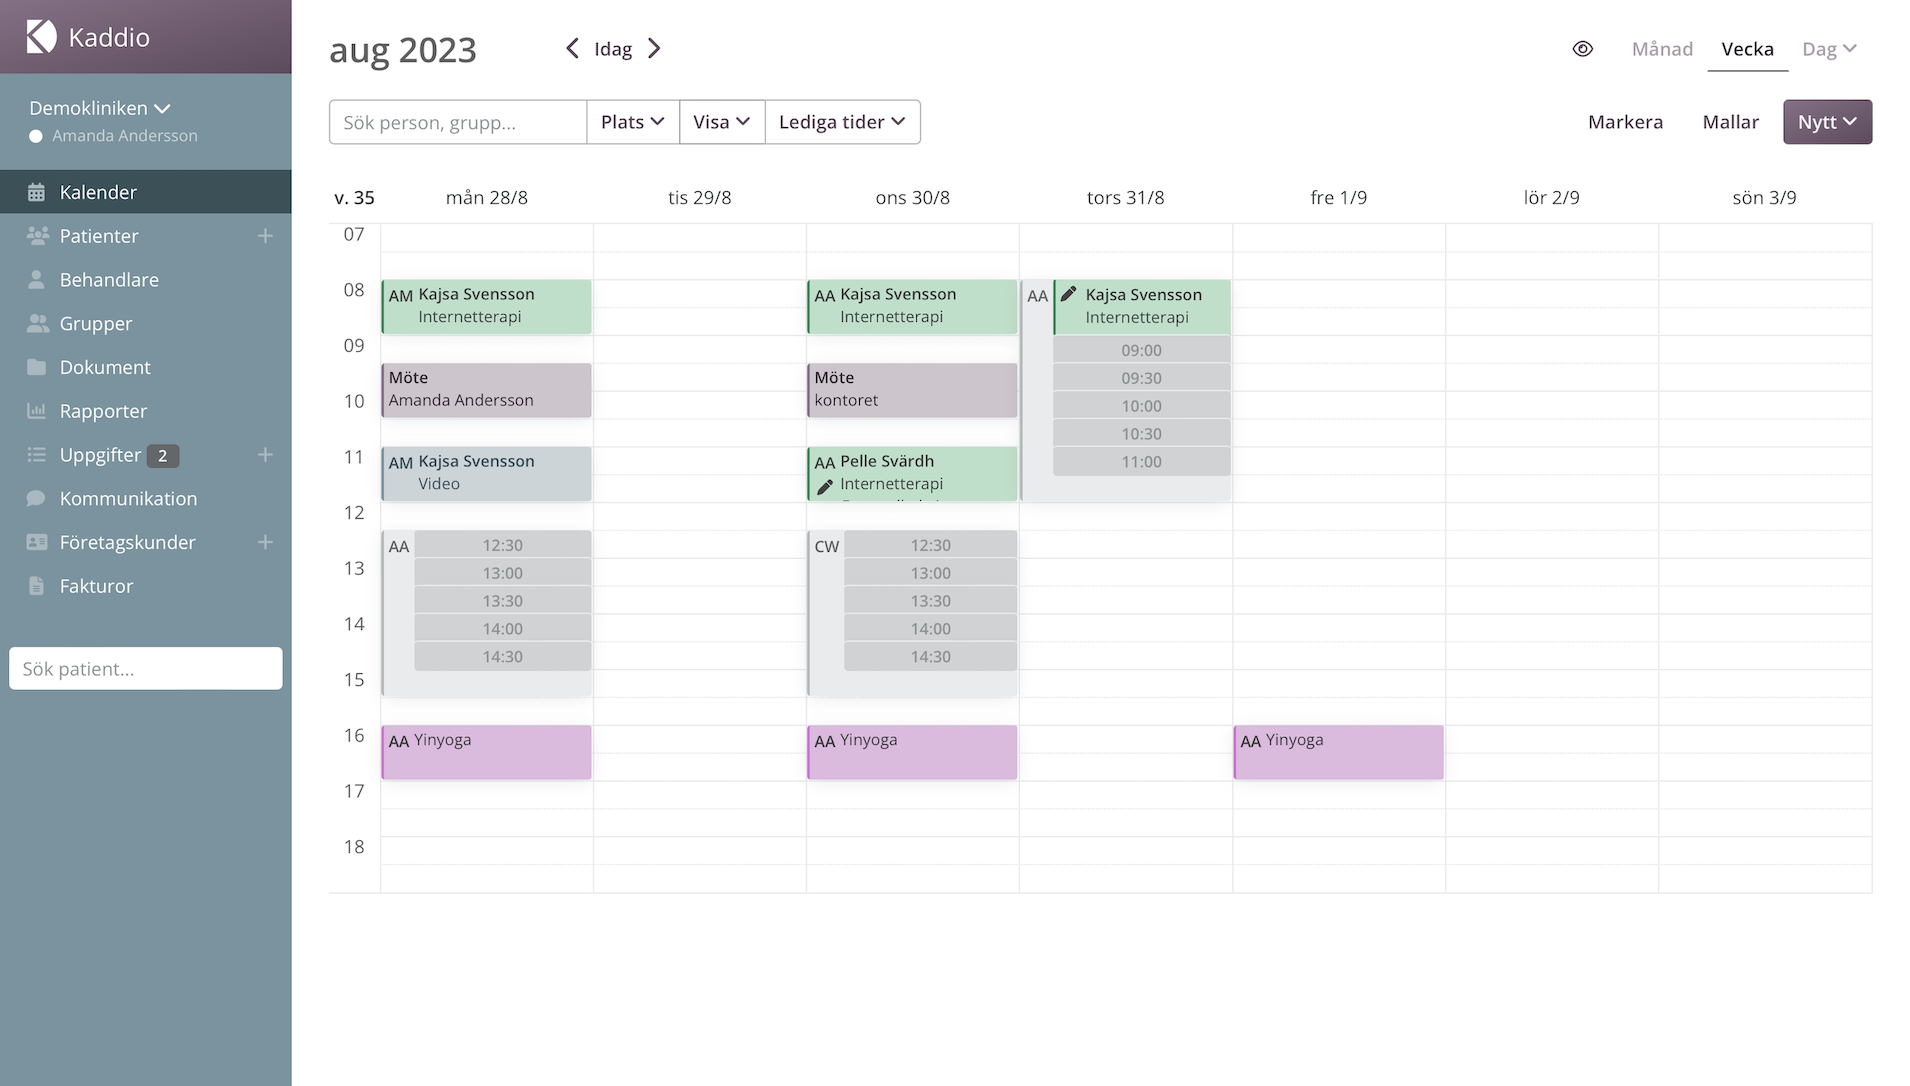 Kaddio
Demokliniken
Amanda Andersson
Kalender
Patienter
Behandlare
Grupper
Dokument
Rapporter
Uppgifter 2
Kommunikation
Företagskunder
Fakturor
Sök patient...
aug 2023
Idag
Månad Vecka Dag
Sök person, grupp... Plats Visa Lediga tider
Markera Mallar Nytt
v. 35 mån 28/8 tis 29/8 ons 30/8 tors 31/8 fre 1/9 lör 2/9 sön 3/9
07
08
09
10
11
12
13
14
15
16
17
18
AM Kajsa Svensson
Internetterapi
Möte
Amanda Andersson
AM Kajsa Svensson
Video
AA
12:30
13:00
13:30
14:00
14:30
AA Yinyoga
AA Kajsa Svensson
Internetterapi
Möte
kontoret
AA Pelle Svärdh
Internetterapi
CW
12:30
13:00
13:30
14:00
14:30
AA Yinyoga
AA
Kajsa Svensson
Internetterapi
09:00
09:30
10:00
10:30
11:00
AA Yinyoga